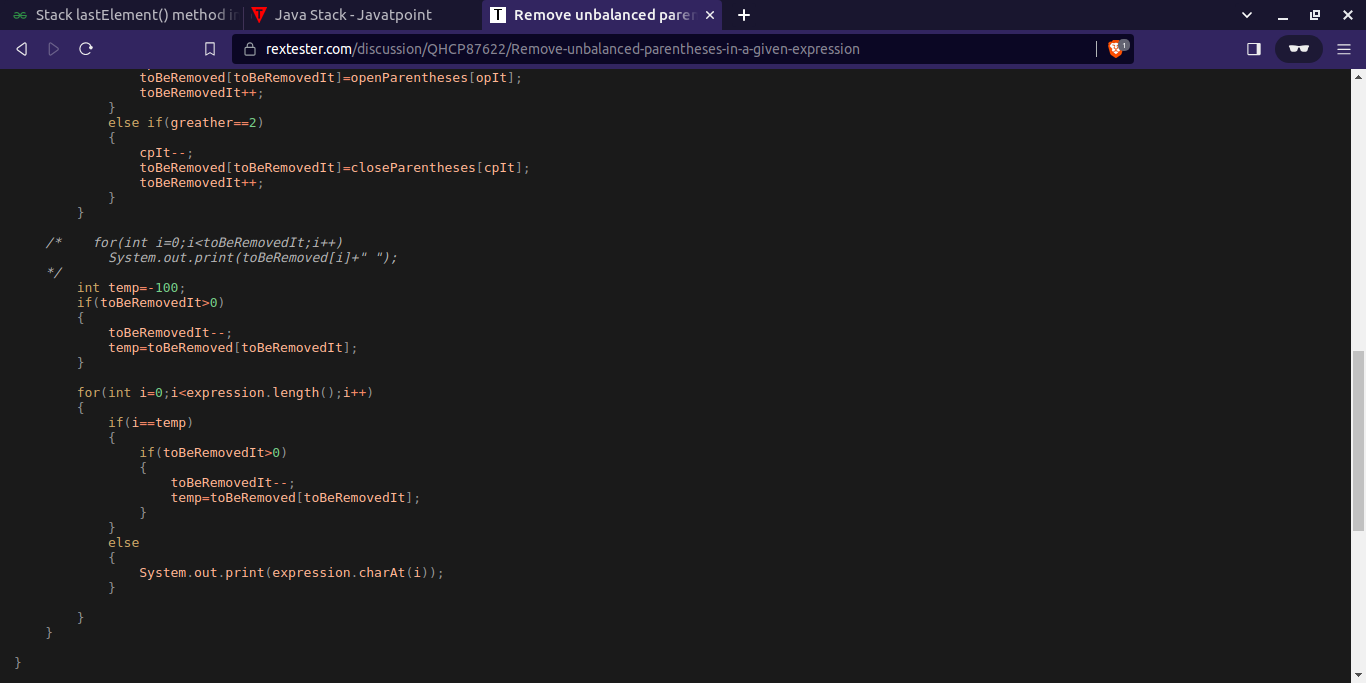 Stack lastElement() method in
Java Stack - Javatpoint
Remove unbalanced paren
rextester.com/discussion/QHCP87622/Remove-unbalanced-parentheses-in-a-given-expression
1
toBeRemoved[toBeRemovedIt]=openParentheses[opIt];
toBeRemovedIt++;
}
else if(greather==2)
{
cpIt--;
toBeRemoved[toBeRemovedIt]=closeParentheses[cpIt];
toBeRemovedIt++;
}
}
/*    for(int i=0;i<toBeRemovedIt;i++)
System.out.print(toBeRemoved[i]+" ");
*/
int temp=-100;
if(toBeRemovedIt>0)
{
toBeRemovedIt--;
temp=toBeRemoved[toBeRemovedIt];
}
for(int i=0;i<expression.length();i++)
{
if(i==temp)
{
if(toBeRemovedIt>0)
{
toBeRemovedIt--;
temp=toBeRemoved[toBeRemovedIt];
}
}
else
{
System.out.print(expression.charAt(i));
}
}
}
}